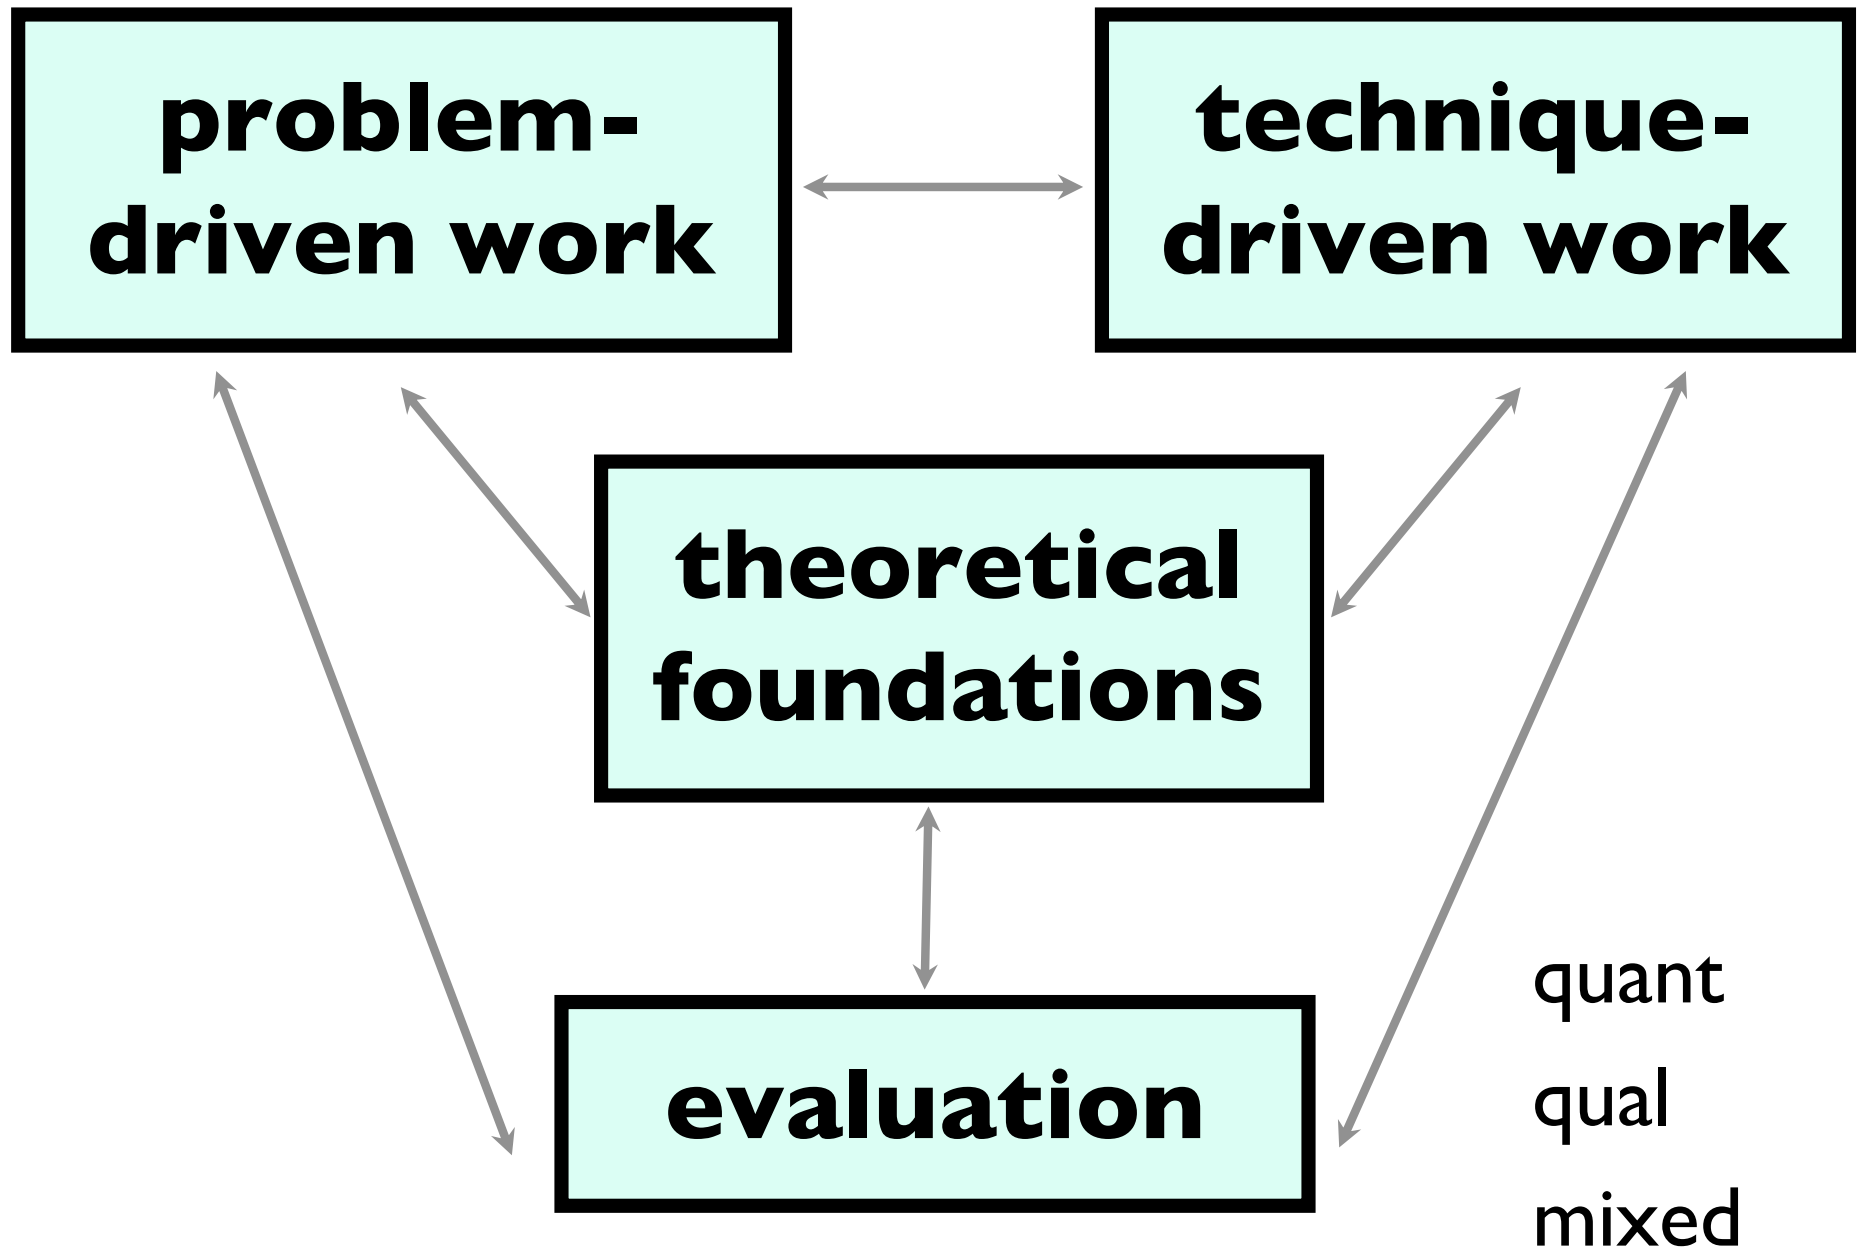 problem-
driven work
technique-
driven work
theoretical
foundations
evaluation
quant
qual
mixed